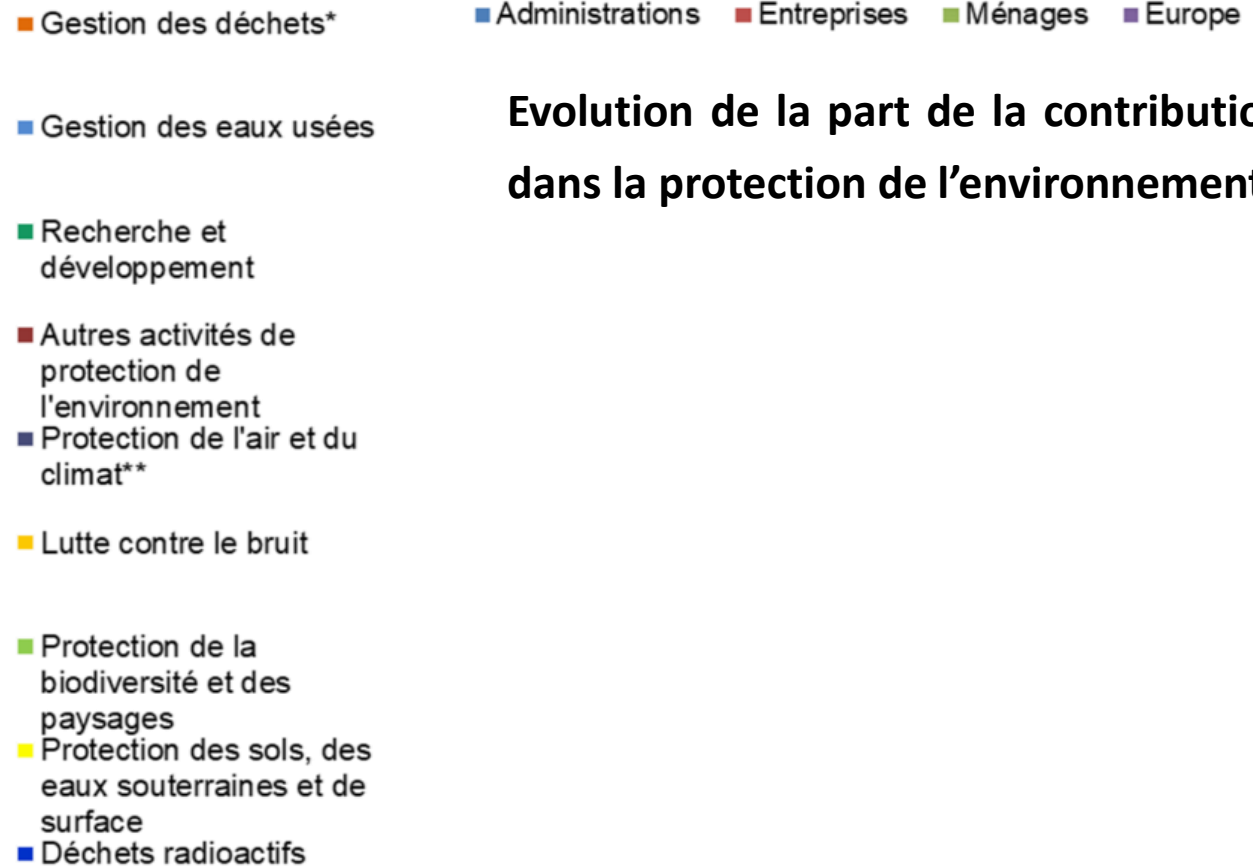 Gestion des déchets*
Gestion des eaux usées
Recherche et
développement
Autres activités de
protection de
l'environnement
Protection de l'air et du
climat**
Lutte contre le bruit
Protection de la
biodiversité et des
paysages
Protection des sols, des
eaux souterraines et de
surface
Déchets radioactifs
Administrations Entreprises Ménages Europe
Evolution de la part de la
dans la protection de